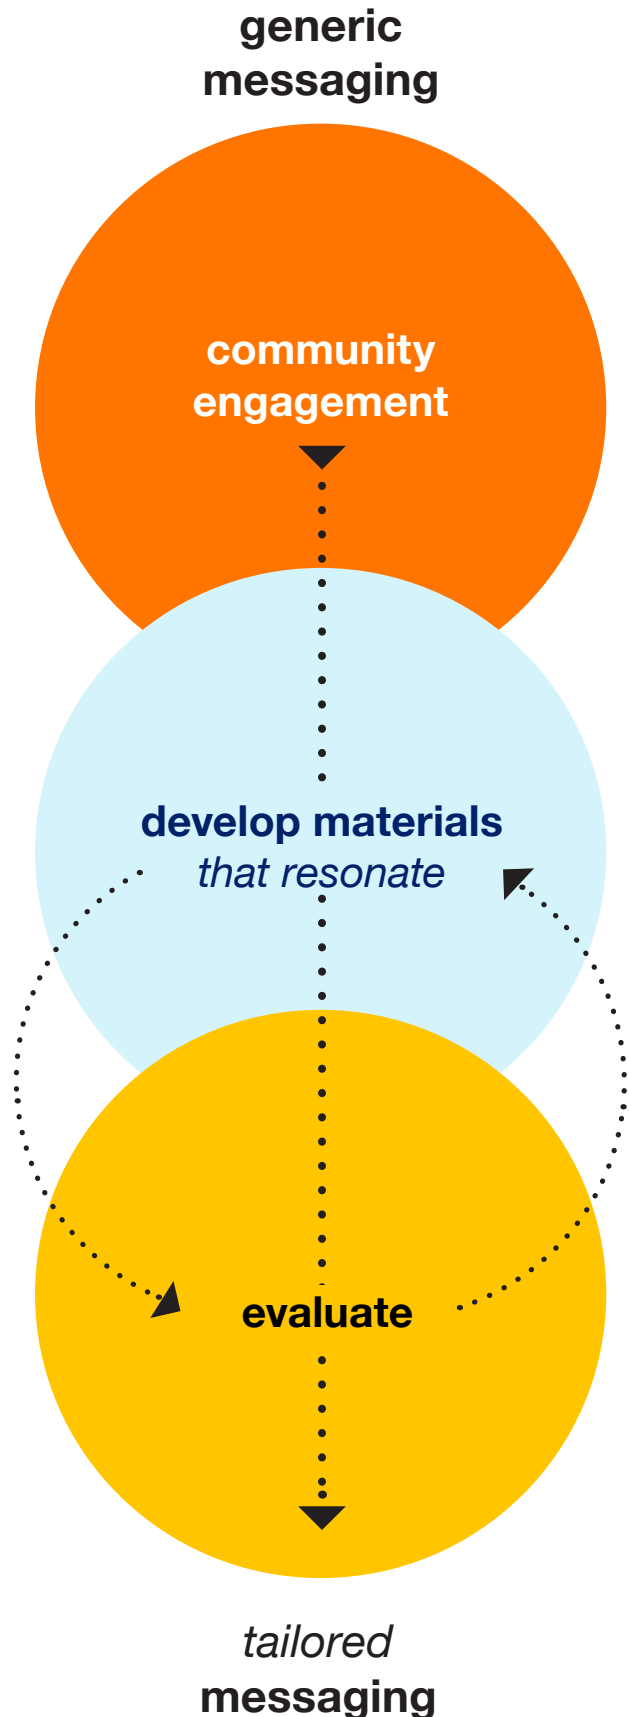 generic
messaging
community
engagement
develop materials
that resonate
evaluate
tailored
messaging